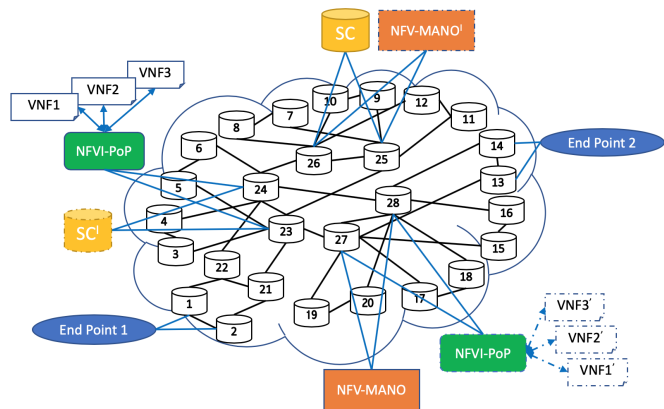 SC
NFV-MANO'
VNF3
VNF2
VNF1
NFVI-PoP
10
9
12
7
11
8
6
26
25
14
End Point 2
13
5
24
28
16
4
SC'
23
27
15
3
22
18
21
17
1
20
19
2
End Point 1
VNF3'
VNF2'
NFVI-PoP
VNF1'
NFV-MANO